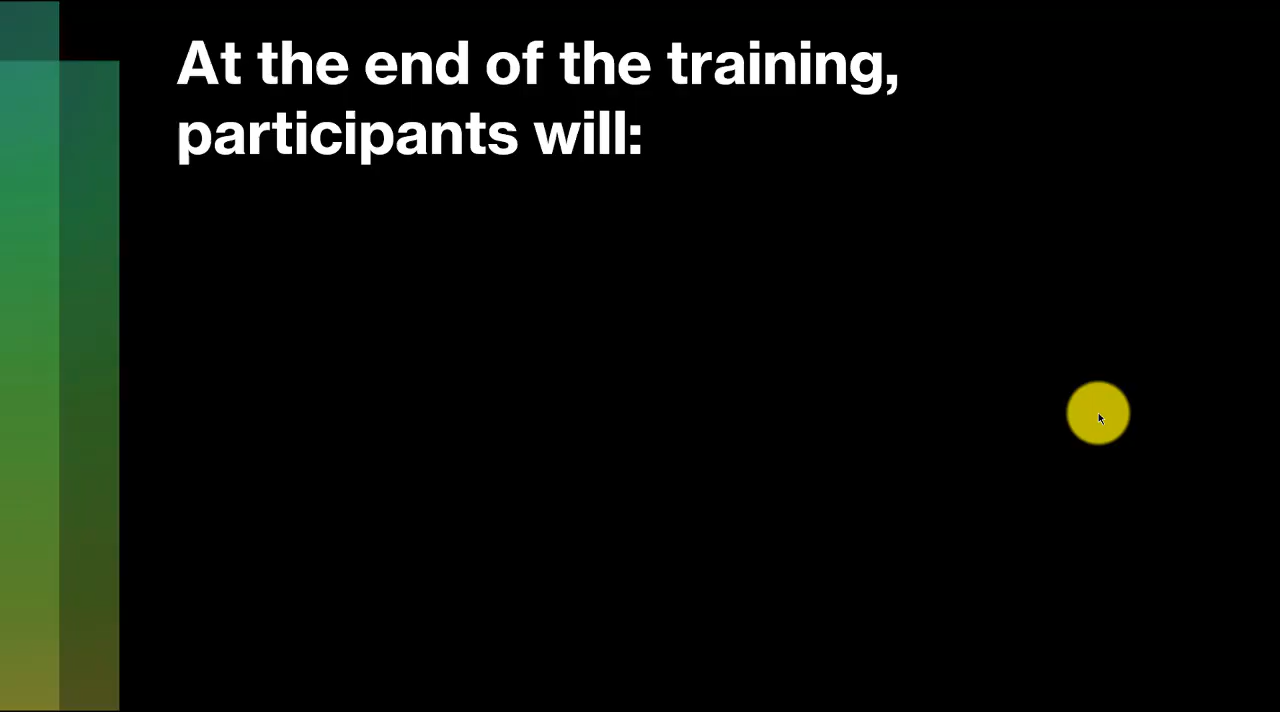 At the end of the training,
participants will: